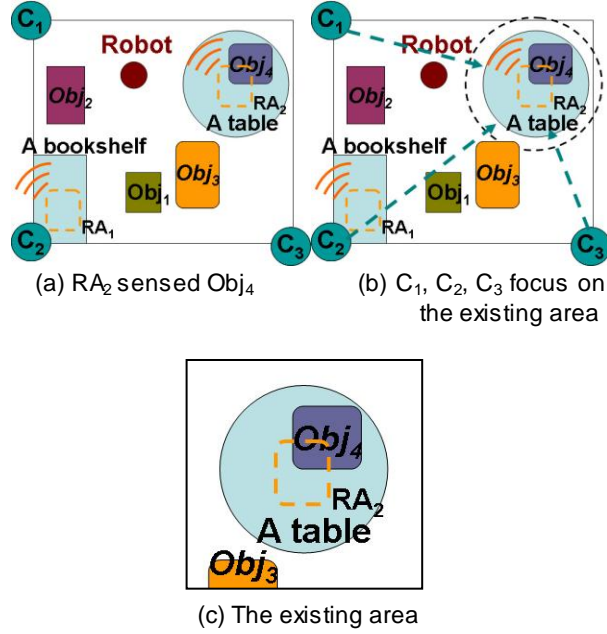 C₁
Robot
Obj₄
Obj₂
RA₂
A table
A bookshelf
Obj₃
Obj₁
RA₁
C₂
C₃
(a) RA₂ sensed Obj₄
C₁
Robot
Obj₄
Obj₂
RA₂
A table
A bookshelf
Obj₃
Obj₁
RA₁
C₂
C₃
(b) C₁, C₂, C₃ focus on
the existing area
Obj₄
RA₂
A table
Obj₃
(c) The existing area